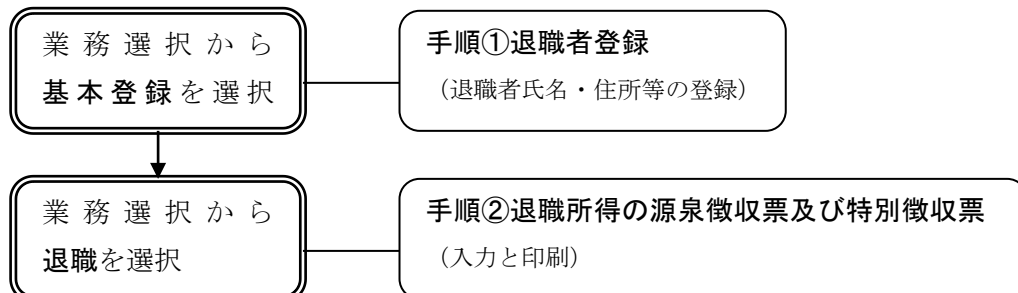 業務選択から
基本登録を選択
手順①退職者登録
（退職者氏名・住所等の登録）
業務選択から
退職を選択
手順②退職所得の源泉徴収票及び特別徴収票
（入力と印刷）